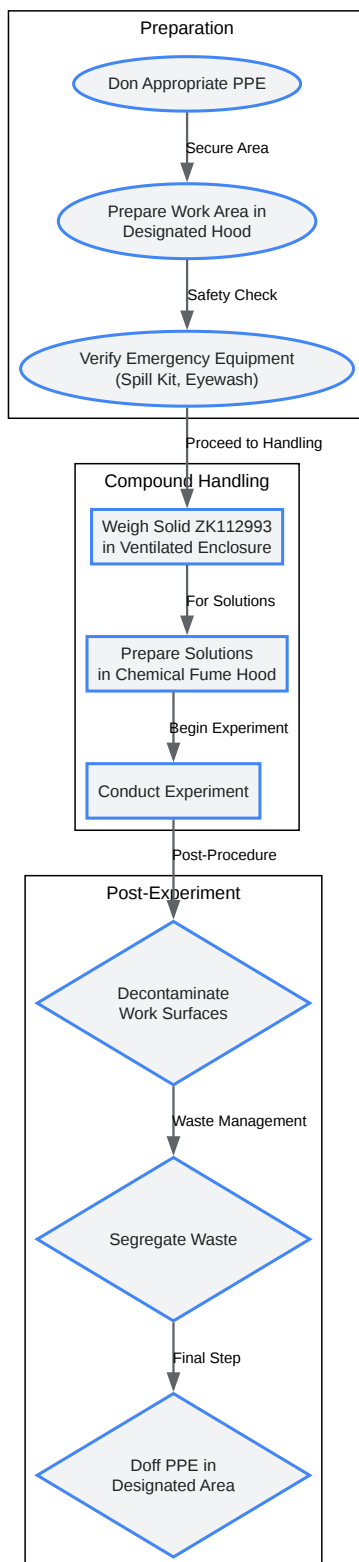 Preparation
Don Appropriate PPE
Secure Area
Prepare Work Area in
Designated Hood
Safety Check
Verify Emergency Equipment
(Spill Kit, Eyewash)
Proceed to Handling
Compound Handling
Weigh Solid ZK112993
in Ventilated Enclosure
For Solutions
Prepare Solutions
in Chemical Fume Hood
Begin Experiment
Conduct Experiment
Post-Procedure
Post-Experiment
Decontaminate
Work Surfaces
Waste Management
Segregate Waste
Final Step
Doff PPE in
Designated Area